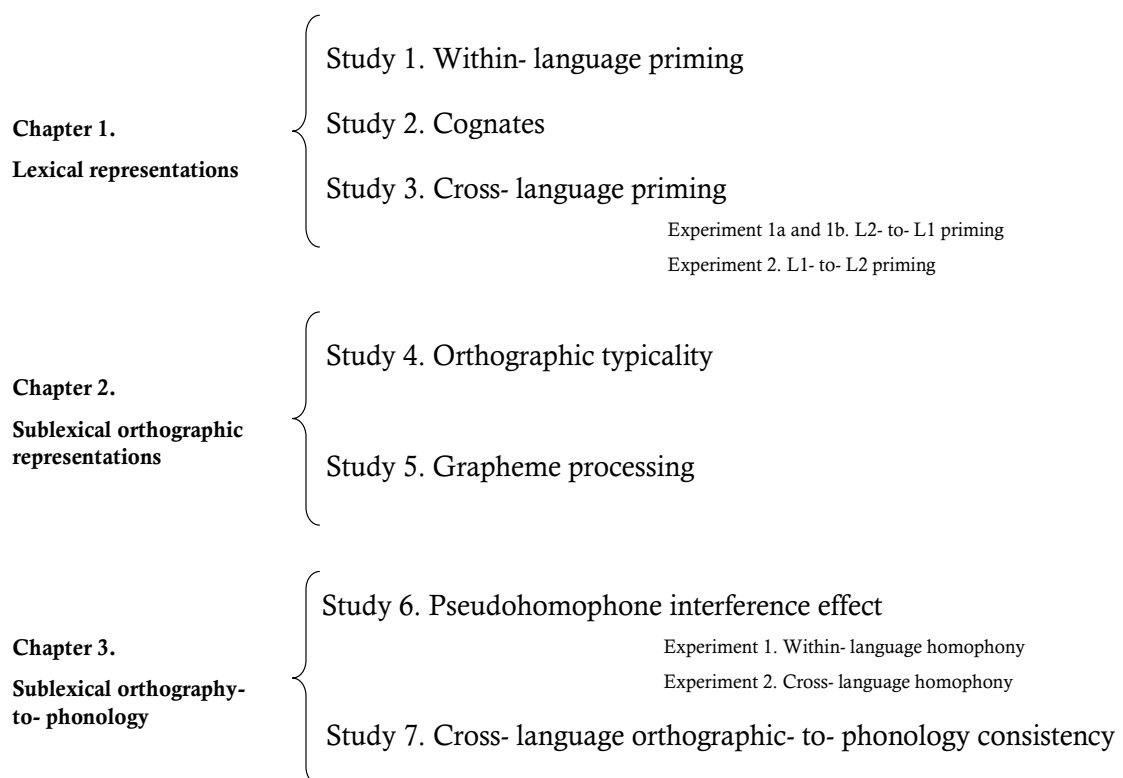 Chapter 1.
Lexical representations
Study 1. Within- language priming
Study 2. Cognates
Study 3. Cross- language priming
Experiment 1a and 1b. L2- to- L1 priming
Experiment 2. L1- to- L2 priming
Chapter 2.
Sublexical orthographic
representations
Study 4. Orthographic typicality
Study 5. Grapheme processing
Chapter 3.
Sublexical orthography-
to- phonology
Study 6. Pseudohomophone interference effect
Experiment 1. Within- language homophony
Experiment 2. Cross- language homophony
Study 7. Cross- language orthographic- to- phonology consistency